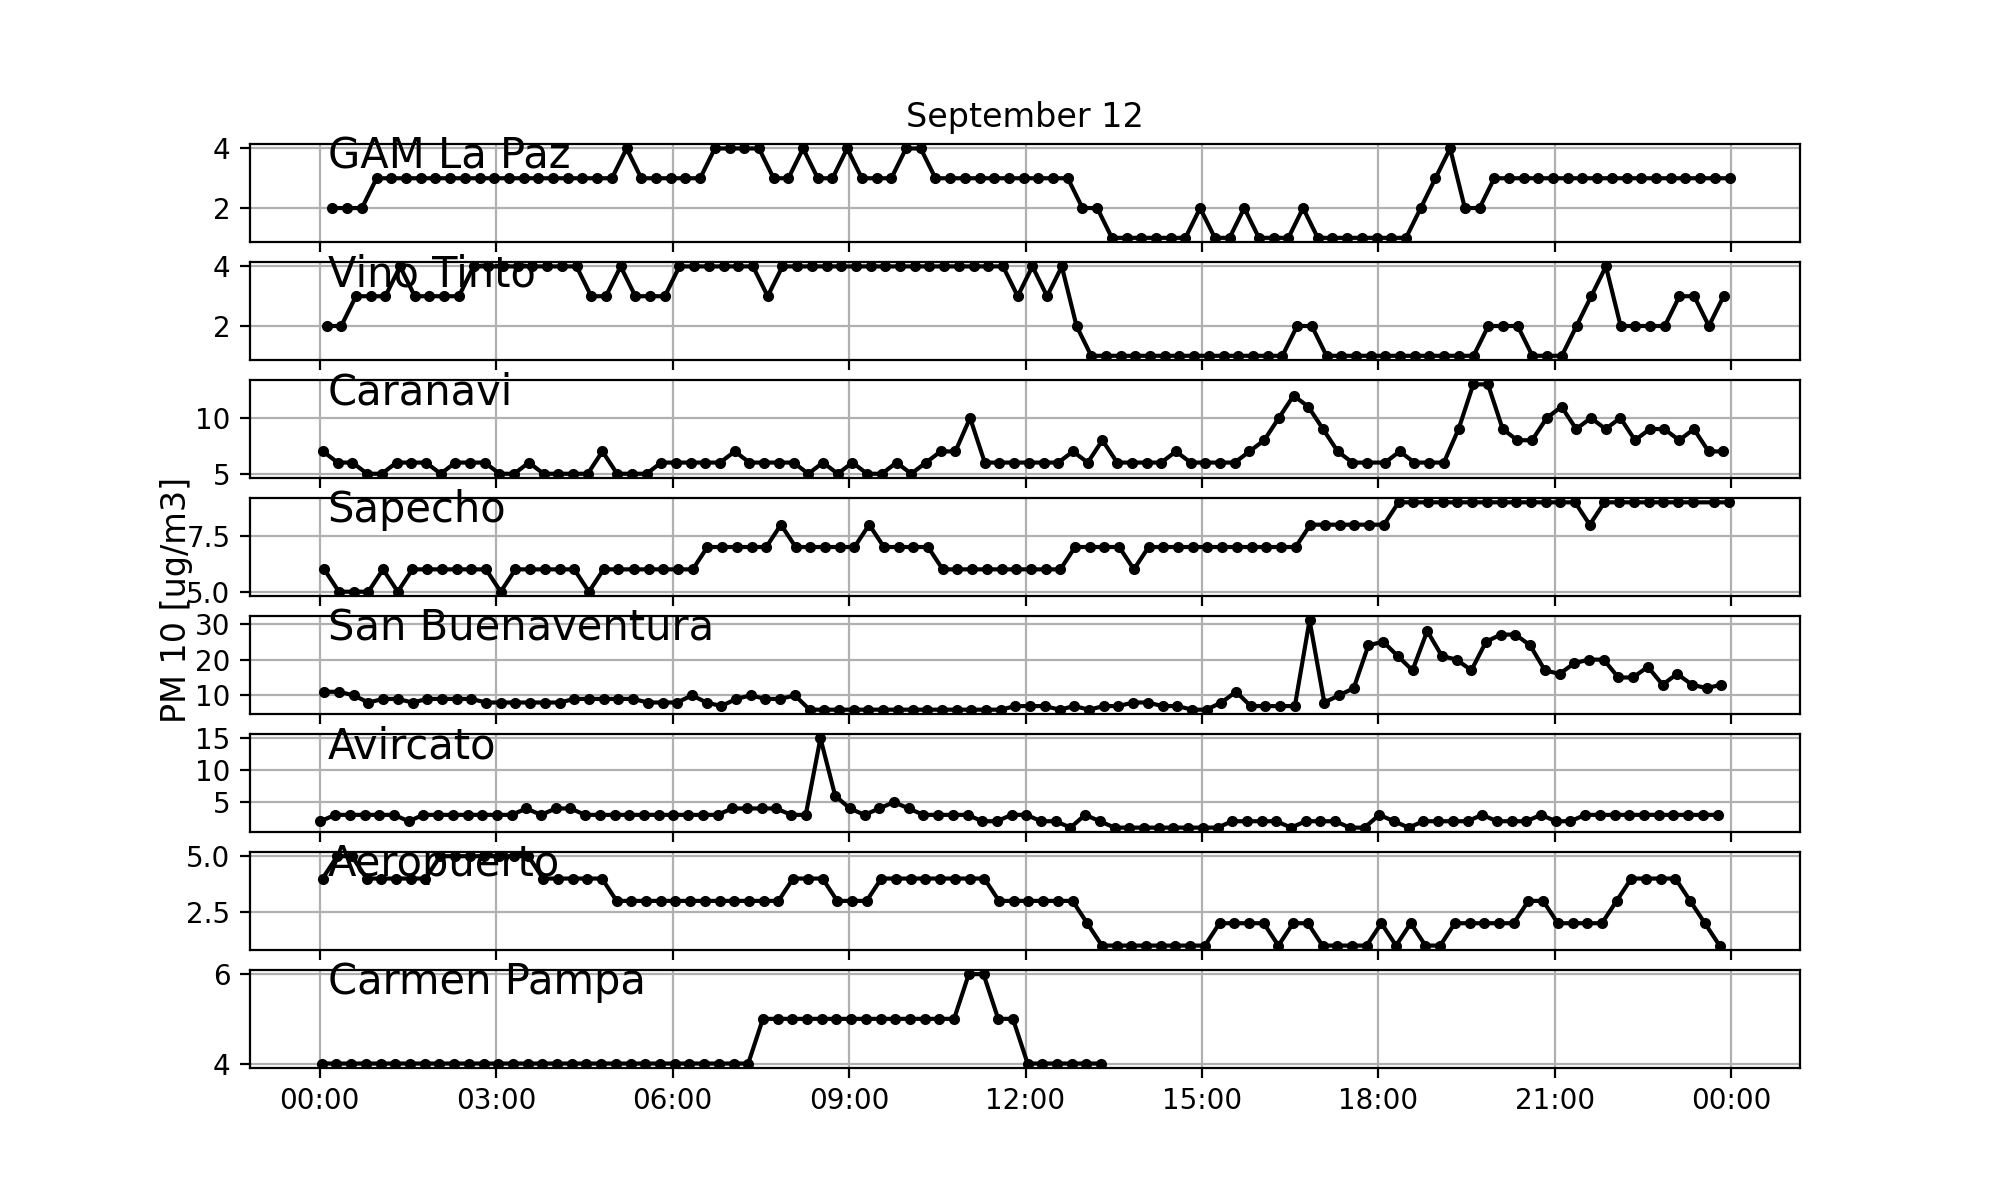 September 12
PM 10 [ug/m3]
GAM La Paz
4
2
Vino Tinto
4
2
Caranavi
10
5
Sapecho
7.5
5.0
San Buenaventura
30
20
10
Avircato
15
10
5
Aeropuerto
5.0
2.5
Carmen Pampa
6
4
00:00 03:00 06:00 09:00 12:00 15:00 18:00 21:00 00:00